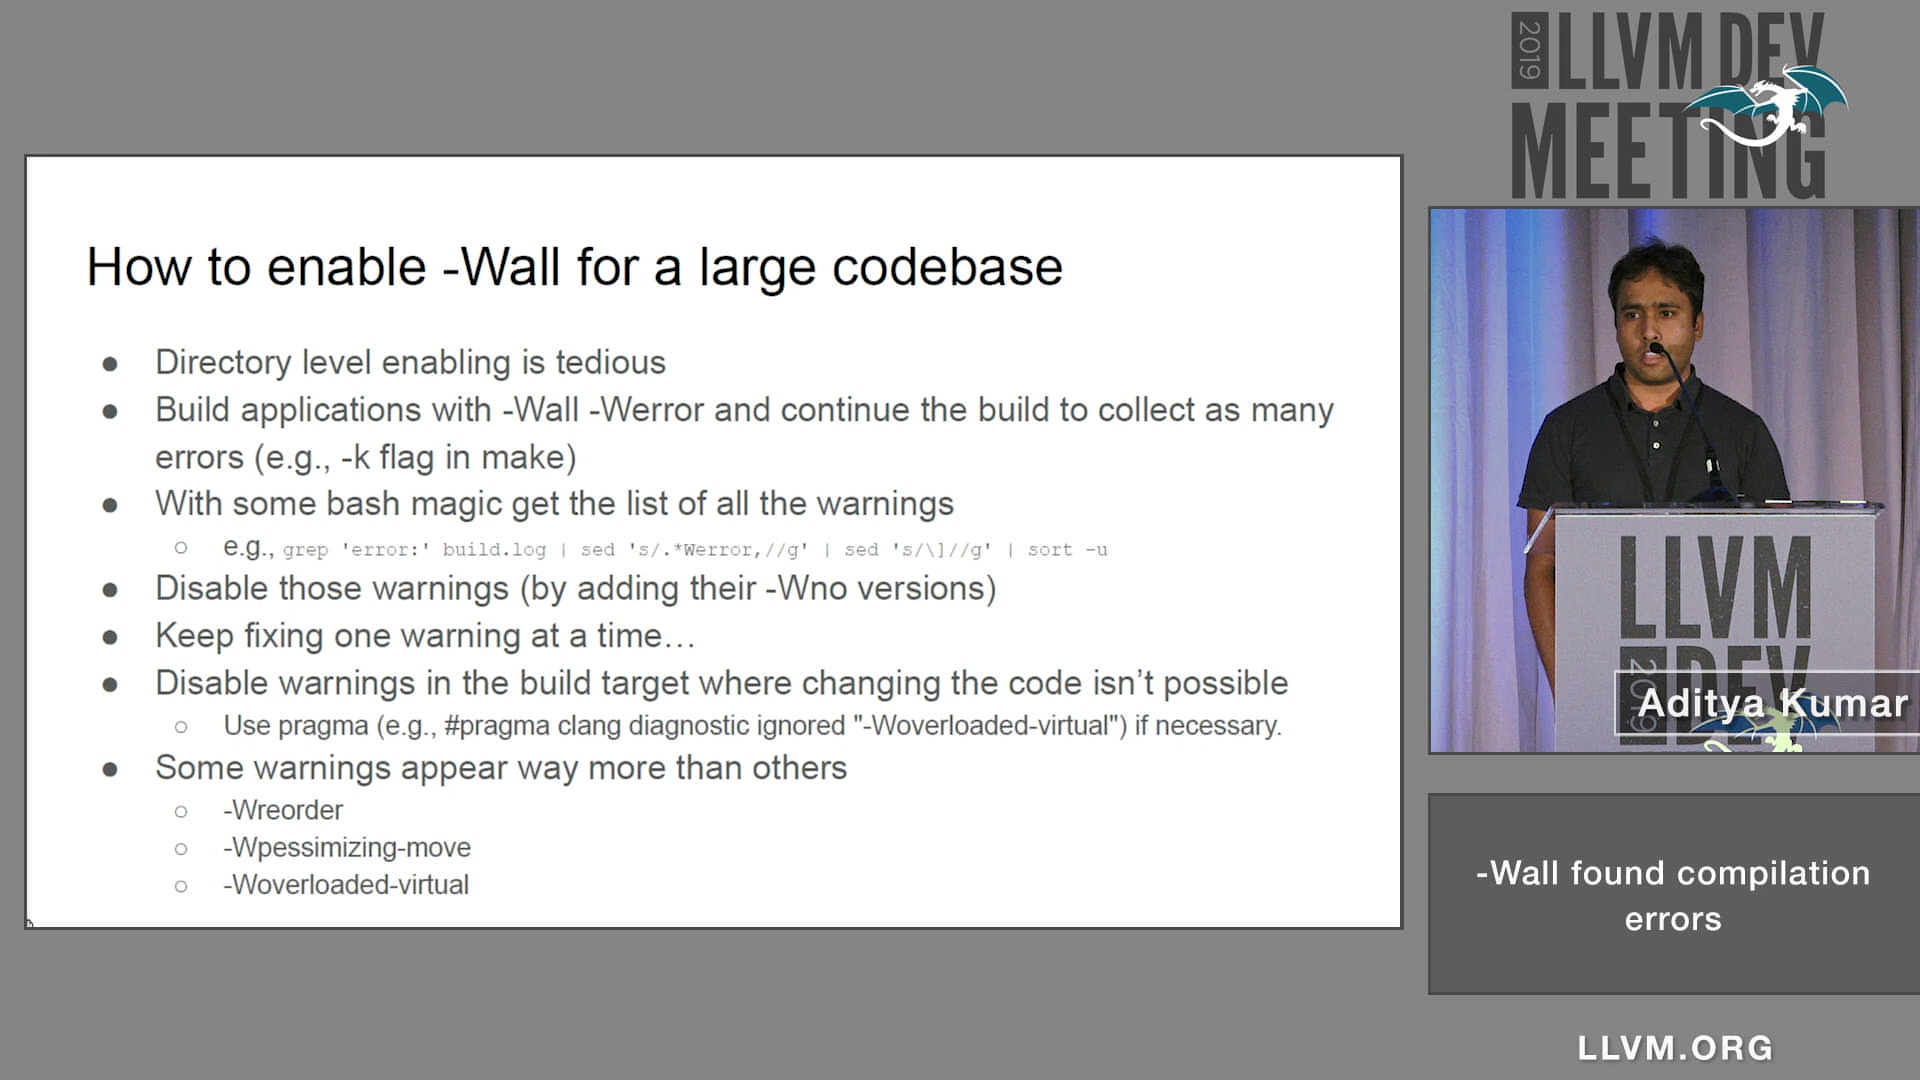 2019 LLVM DEV
MEETING
How to enable -Wall for a large codebase
● Directory level enabling is tedious
● Build applications with -Wall -Werror and continue the build to collect as many
errors (e.g., -k flag in make)
● With some bash magic get the list of all the warnings
○ e.g., grep 'error:' build.log | sed 's/.*Werror,//g' | sed 's/\]//g' | sort -u
● Disable those warnings (by adding their -Wno versions)
● Keep fixing one warning at a time…
● Disable warnings in the build target where changing the code isn’t possible
○ Use pragma (e.g., #pragma clang diagnostic ignored "-Woverloaded-virtual") if necessary.
● Some warnings appear way more than others
○ -Wreorder
○ -Wpessimizing-move
○ -Woverloaded-virtual
LLVM
2019 DEV
Aditya Kumar
-Wall found compilation
errors
LLVM.ORG